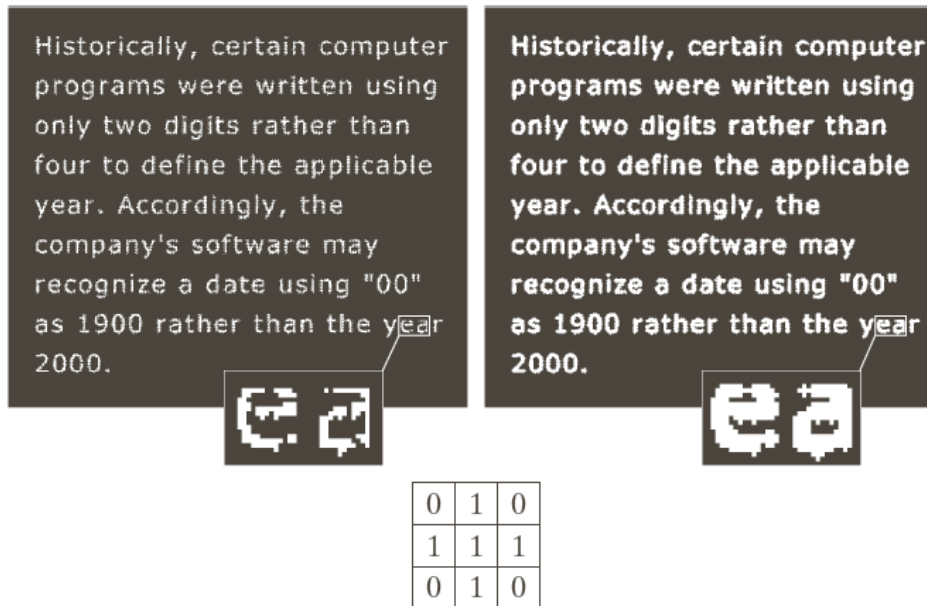 Historically, certain computer
programs were written using
only two digits rather than
four to define the applicable
year. Accordingly, the
company's software may
recognize a date using "00"
as 1900 rather than the year
2000.
ea
Historically, certain computer
programs were written using
only two digits rather than
four to define the applicable
year. Accordingly, the
company's software may
recognize a date using "00"
as 1900 rather than the year
2000.
ea
0 1 0
1 1 1
0 1 0